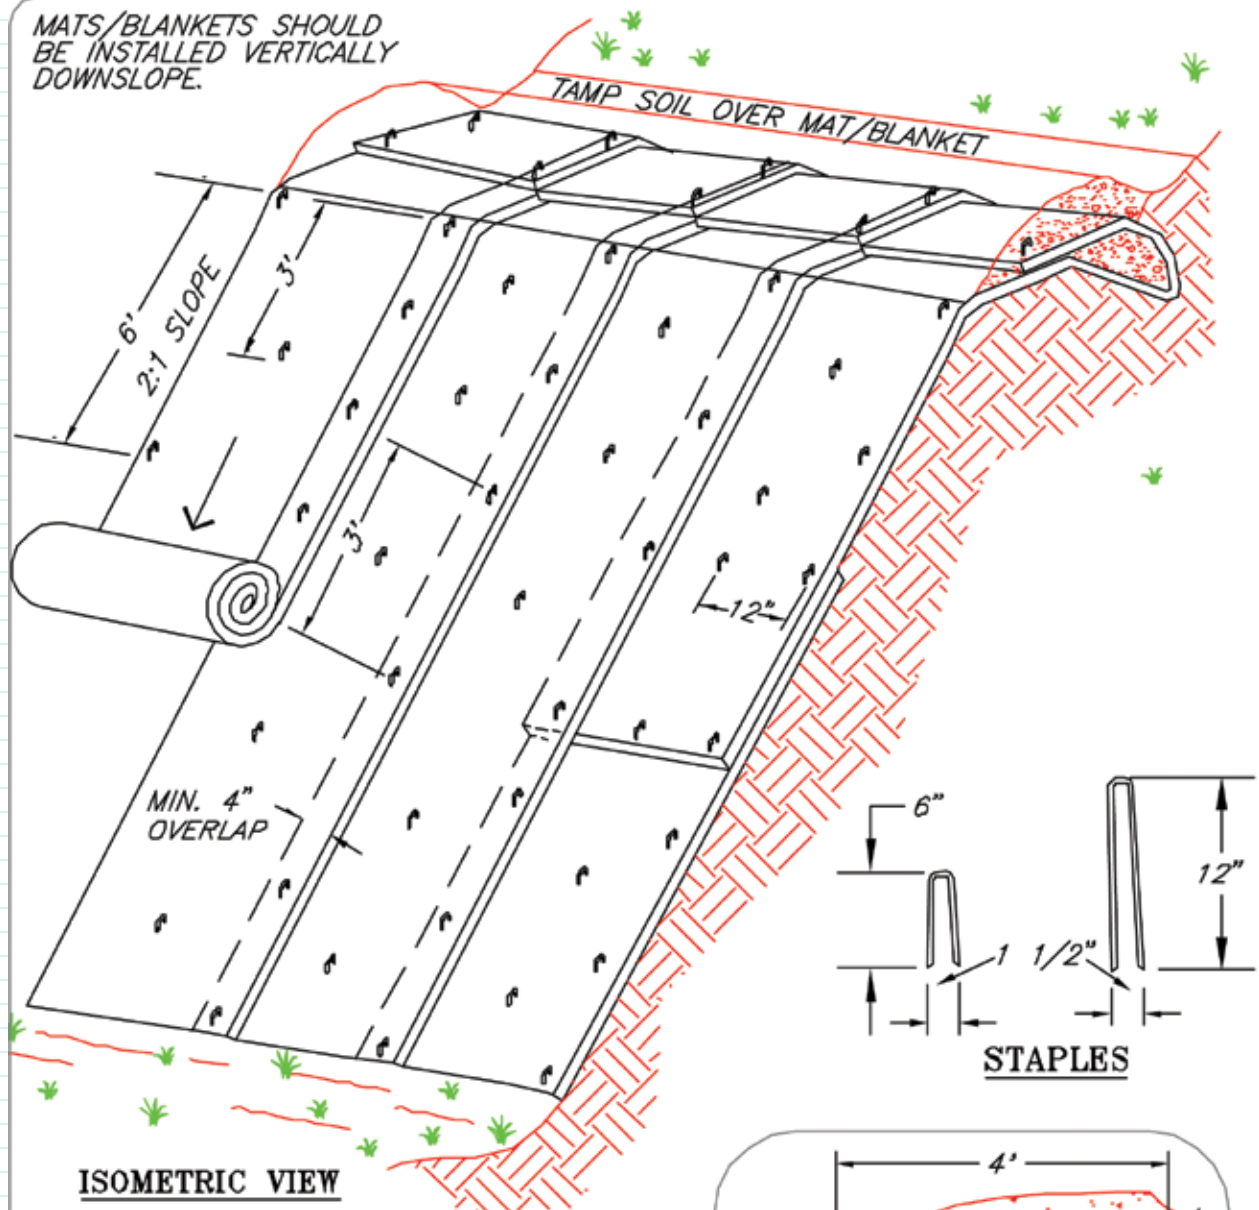 MATS/BLANKETS SHOULD
BE INSTALLED VERTICALLY
DOWNSLOPE.
TAMP SOIL OVER MAT/BLANKET
6'
2:1 SLOPE
3'
3'
12"
MIN. 4"
OVERLAP
6"
12"
1 1/2"
STAPLES
ISOMETRIC VIEW
4'